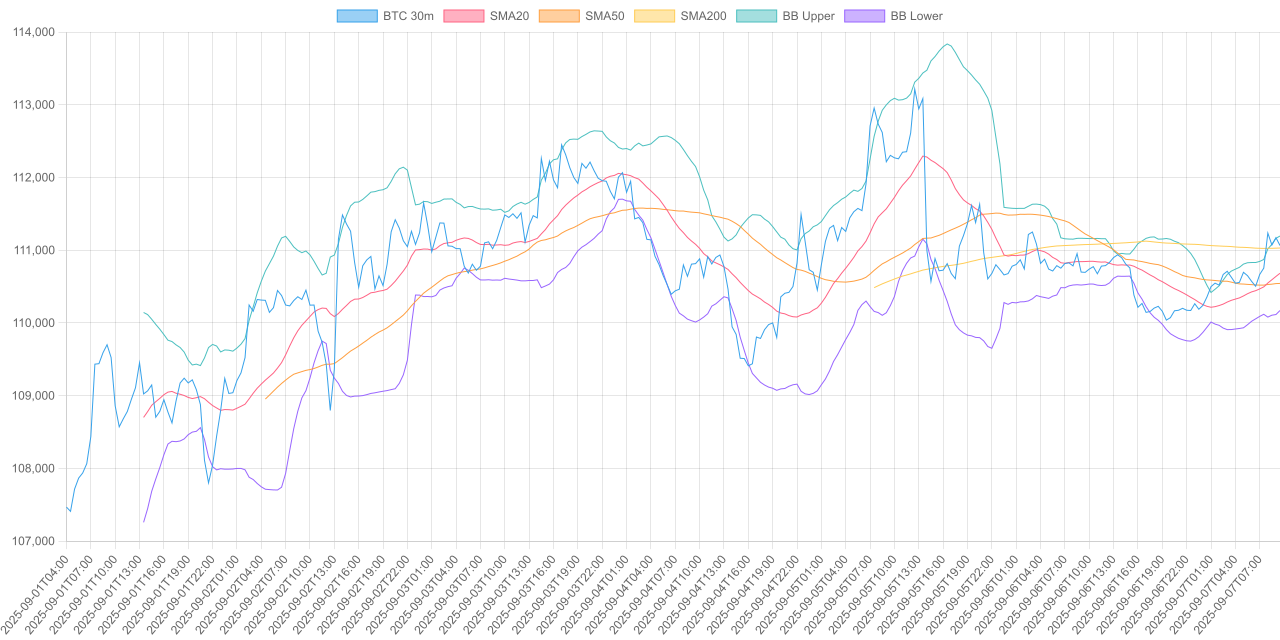 BTC 30m SMA20 SMA50 SMA200 BB Upper BB Lower
114,000
113,000
112,000
111,000
110,000
109,000
108,000
107,000
2025-09-01T04:00
2025-09-01T07:00
2025-09-01T10:00
2025-09-01T13:00
2025-09-01T16:00
2025-09-01T19:00
2025-09-01T22:00
2025-09-02T01:00
2025-09-02T04:00
2025-09-02T07:00
2025-09-02T10:00
2025-09-02T13:00
2025-09-02T16:00
2025-09-02T19:00
2025-09-02T22:00
2025-09-03T01:00
2025-09-03T04:00
2025-09-03T07:00
2025-09-03T10:00
2025-09-03T13:00
2025-09-03T16:00
2025-09-03T19:00
2025-09-03T22:00
2025-09-04T01:00
2025-09-04T04:00
2025-09-04T07:00
2025-09-04T10:00
2025-09-04T13:00
2025-09-04T16:00
2025-09-04T19:00
2025-09-04T22:00
2025-09-05T01:00
2025-09-05T04:00
2025-09-05T07:00
2025-09-05T10:00
2025-09-05T13:00
2025-09-05T16:00
2025-09-05T19:00
2025-09-05T22:00
2025-09-06T01:00
2025-09-06T04:00
2025-09-06T07:00
2025-09-06T10:00
2025-09-06T13:00
2025-09-06T16:00
2025-09-06T19:00
2025-09-06T22:00
2025-09-07T01:00
2025-09-07T04:00
2025-09-07T07:00